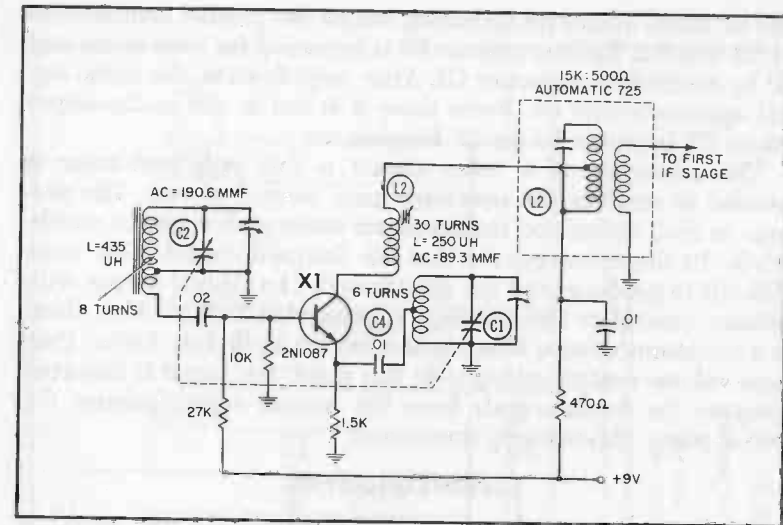 15K:500Ω
AUTOMATIC 725
TO FIRST
IF STAGE
L2
L2
AC=190.6 MMF
C2
L=435
UH
8 TURNS
30 TURNS
L=250 UH
AC=89.3 MMF
X1
6 TURNS
C4
.01
C1
.02
2N1087
10K
27K
1.5K
.01
470Ω
+9V